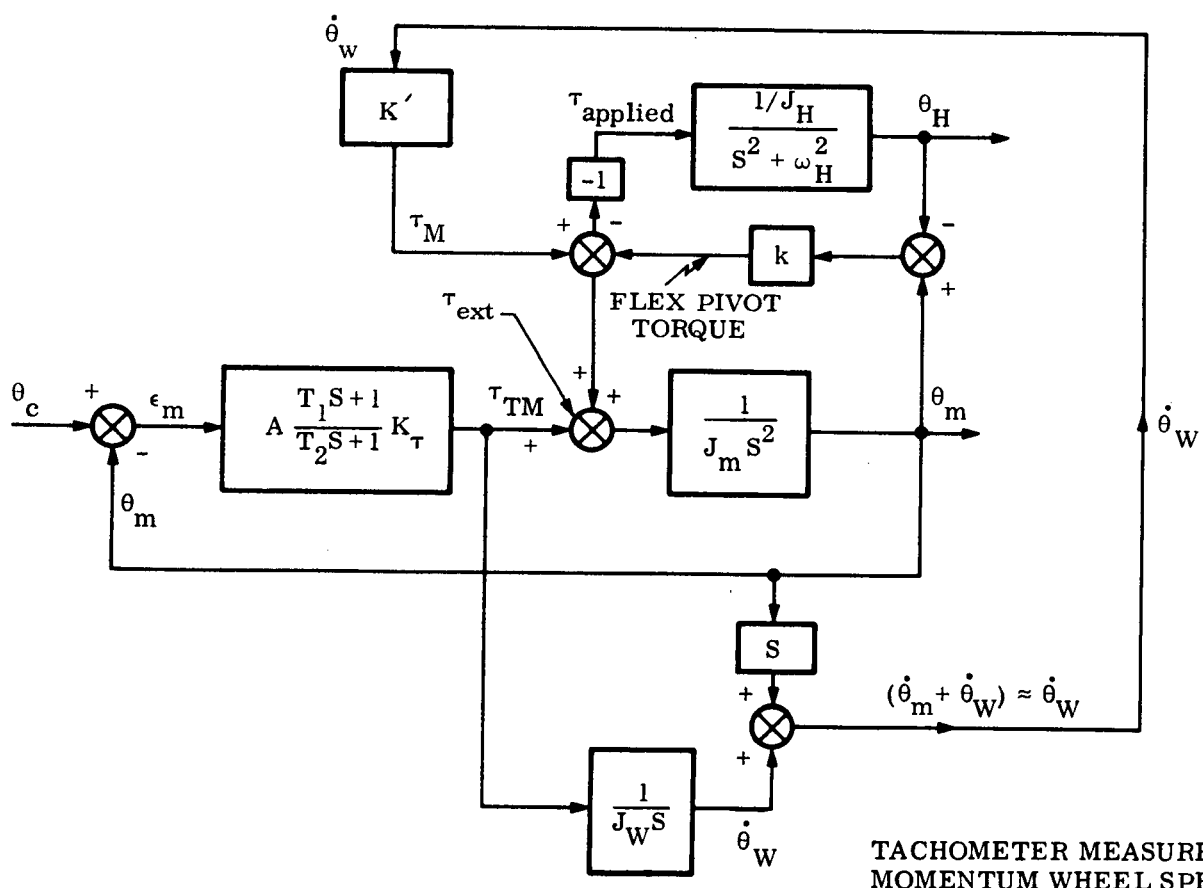 θ̇w
K′
τapplied
1/JH
S² + ωH²
θH
-1
+ -
τM
k
-
+
FLEX PIVOT
TORQUE
τext
θc
+
-
εm
A (T1S + 1)/(T2S + 1) Kτ
τTM
+
+
+
1
JmS²
θm
θ̇W
θm
S
+
+
(θ̇m + θ̇W) ≈ θ̇W
1
JWS
θ̇W
TACHOMETER MEASURE
MOMENTUM WHEEL SPE